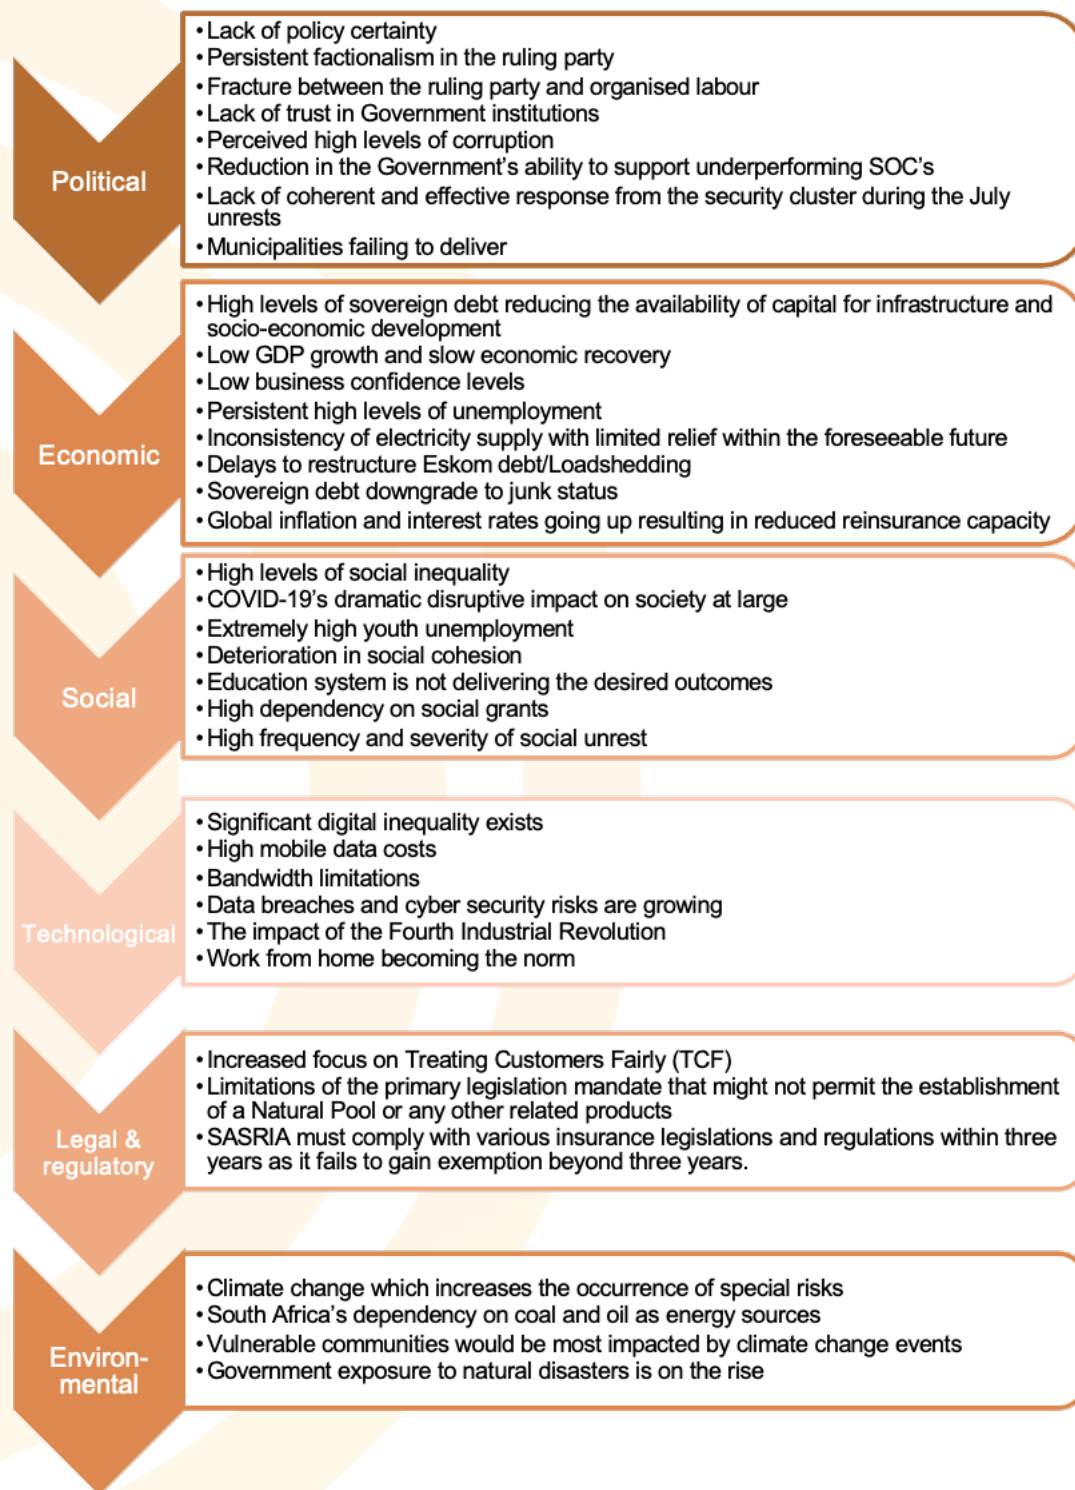 Political
• Lack of policy certainty
• Persistent factionalism in the ruling party
• Fracture between the ruling party and organised labour
• Lack of trust in Government institutions
• Perceived high levels of corruption
• Reduction in the Government's ability to support underperforming SOC's
• Lack of coherent and effective response from the security cluster during the July
unrests
• Municipalities failing to deliver
Economic
• High levels of sovereign debt reducing the availability of capital for infrastructure and
socio-economic development
• Low GDP growth and slow economic recovery
• Low business confidence levels
• Persistent high levels of unemployment
• Inconsistency of electricity supply with limited relief within the foreseeable future
• Delays to restructure Eskom debt/Loadshedding
• Sovereign debt downgrade to junk status
• Global inflation and interest rates going up resulting in reduced reinsurance capacity
Social
• High levels of social inequality
• COVID-19's dramatic disruptive impact on society at large
• Extremely high youth unemployment
• Deterioration in social cohesion
• Education system is not delivering the desired outcomes
• High dependency on social grants
• High frequency and severity of social unrest
Technological
• Significant digital inequality exists
• High mobile data costs
• Bandwidth limitations
• Data breaches and cyber security risks are growing
• The impact of the Fourth Industrial Revolution
• Work from home becoming the norm
Legal &
regulatory
• Increased focus on Treating Customers Fairly (TCF)
• Limitations of the primary legislation mandate that might not permit the establishment
of a Natural Pool or any other related products
• SASRIA must comply with various insurance legislations and regulations within three
years as it fails to gain exemption beyond three years.
Environ-
mental
• Climate change which increases the occurrence of special risks
• South Africa's dependency on coal and oil as energy sources
• Vulnerable communities would be most impacted by climate change events
• Government exposure to natural disasters is on the rise